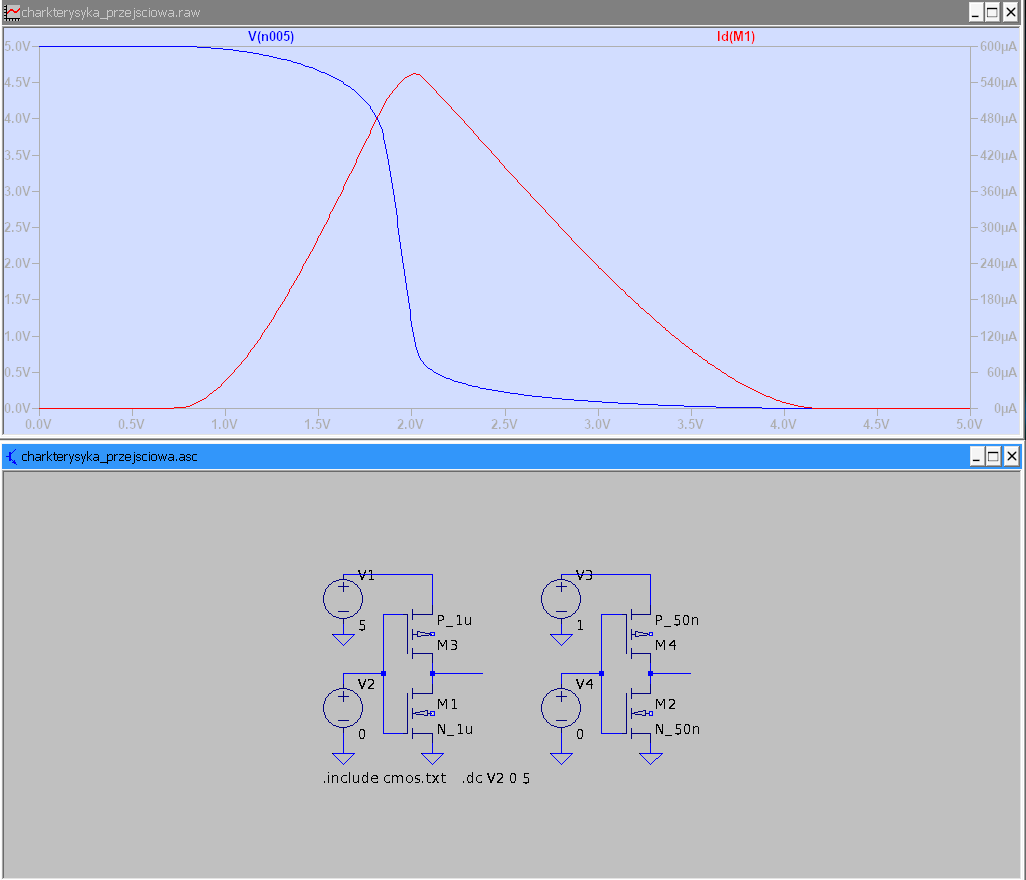 charkterysyka_przejsciowa.raw
V(n005) Id(M1)
5.0V 600µA
4.5V 540µA
4.0V 480µA
3.5V 420µA
3.0V 360µA
2.5V 300µA
2.0V 240µA
1.5V 180µA
1.0V 120µA
0.5V 60µA
0.0V 0µA
0.0V 0.5V 1.0V 1.5V 2.0V 2.5V 3.0V 3.5V 4.0V 4.5V 5.0V
charkterysyka_przejsciowa.asc
V1 V3
P_1u P_50n
5 1
M3 M4
V2 V4
M1 M2
N_1u N_50n
0 0
.include cmos.txt .dc V2 0 5